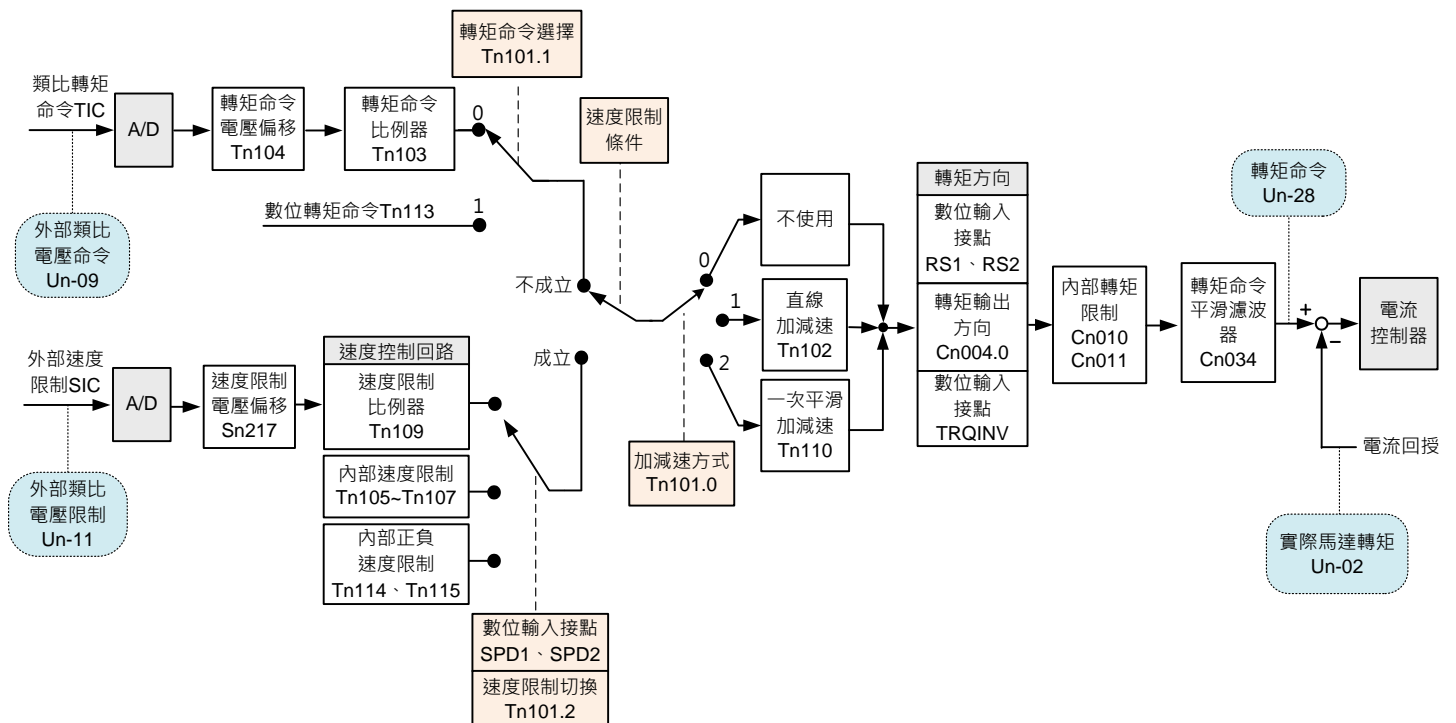 轉矩命令選擇
Tn101.1
類比轉矩
命令TIC
A/D
轉矩命令
電壓偏移
Tn104
轉矩命令
比例器
Tn103
0
數位轉矩命令Tn113
1
外部類比
電壓命令
Un-09
速度限制
條件
不成立
成立
0
1
2
不使用
直線
加減速
Tn102
一次平滑
加減速
Tn110
加減速方式
Tn101.0
轉矩方向
數位輸入
接點
RS1、RS2
轉矩輸出
方向
Cn004.0
數位輸入
接點
TRQINV
內部轉矩
限制
Cn010
Cn011
轉矩命令
平滑濾波
器
Cn034
轉矩命令
Un-28
+
−
電流
控制器
電流回授
實際馬達轉矩
Un-02
外部速度
限制SIC
A/D
速度限制
電壓偏移
Sn217
速度控制回路
速度限制
比例器
Tn109
內部速度限制
Tn105~Tn107
內部正負
速度限制
Tn114、Tn115
外部類比
電壓限制
Un-11
數位輸入接點
SPD1、SPD2
速度限制切換
Tn101.2